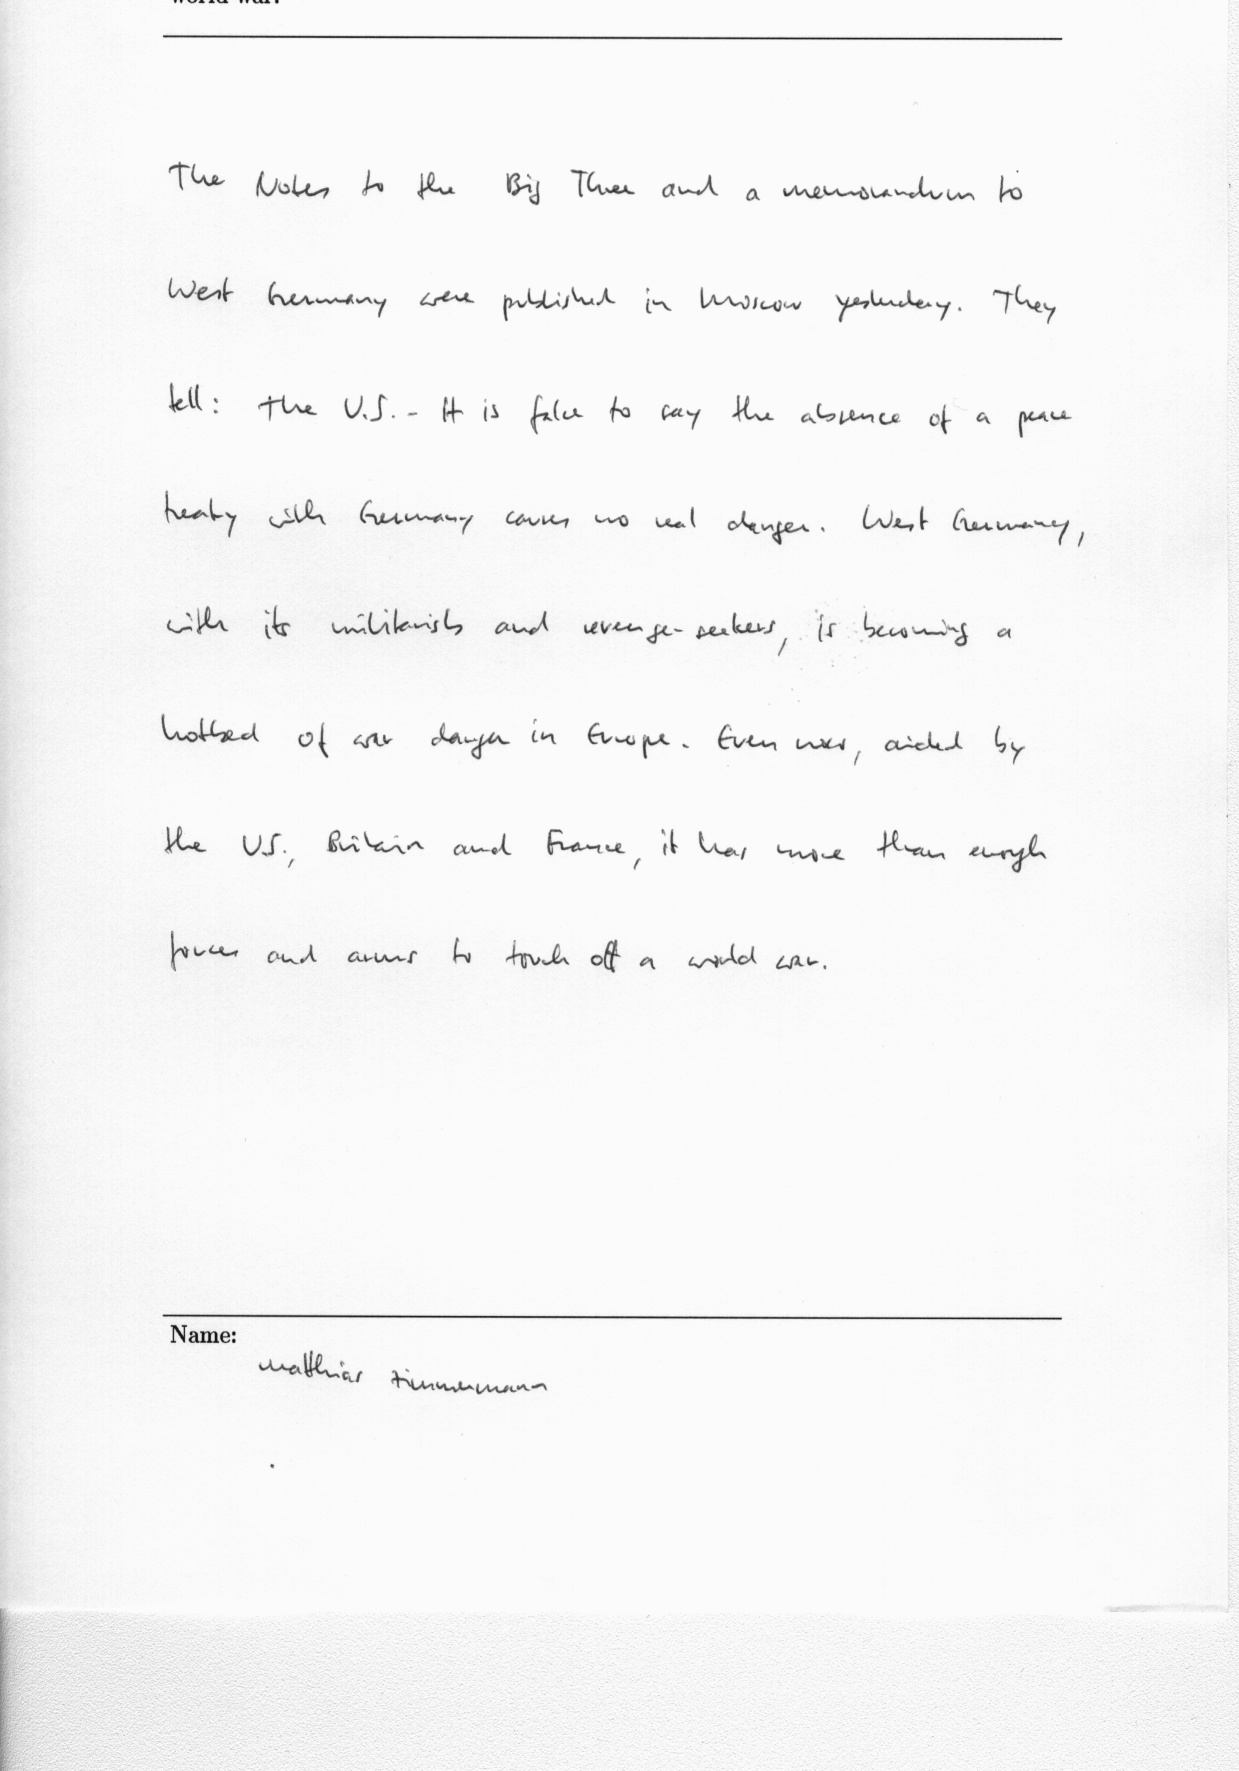 world war.
The Notes to the Big Three and a memorandum to
West Germany were published in Moscow yesterday. They
tell: The U.S. - It is false to say the absence of a peace
treaty with Germany causes no real danger. West Germany,
with its militarists and revenge-seekers, is becoming a
hotbed of war danger in Europe. Even now, aided by
the U.S., Britain and France, it has more than enough
forces and arms to touch off a world war.
Name:
Matthias Zimmermann